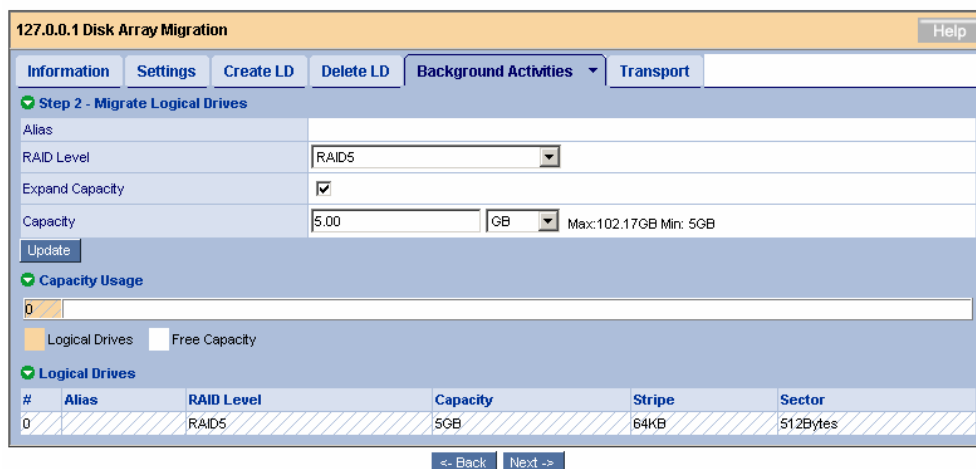 127.0.0.1 Disk Array Migration Help
Information Settings Create LD Delete LD Background Activities Transport
Step 2 - Migrate Logical Drives
Alias
RAID Level RAID5
Expand Capacity
Capacity 5.00 GB Max:102.17GB Min: 5GB
Update
Capacity Usage
0
Logical Drives Free Capacity
Logical Drives
# Alias RAID Level Capacity Stripe Sector
0 RAID5 5GB 64KB 512Bytes
<- Back Next ->